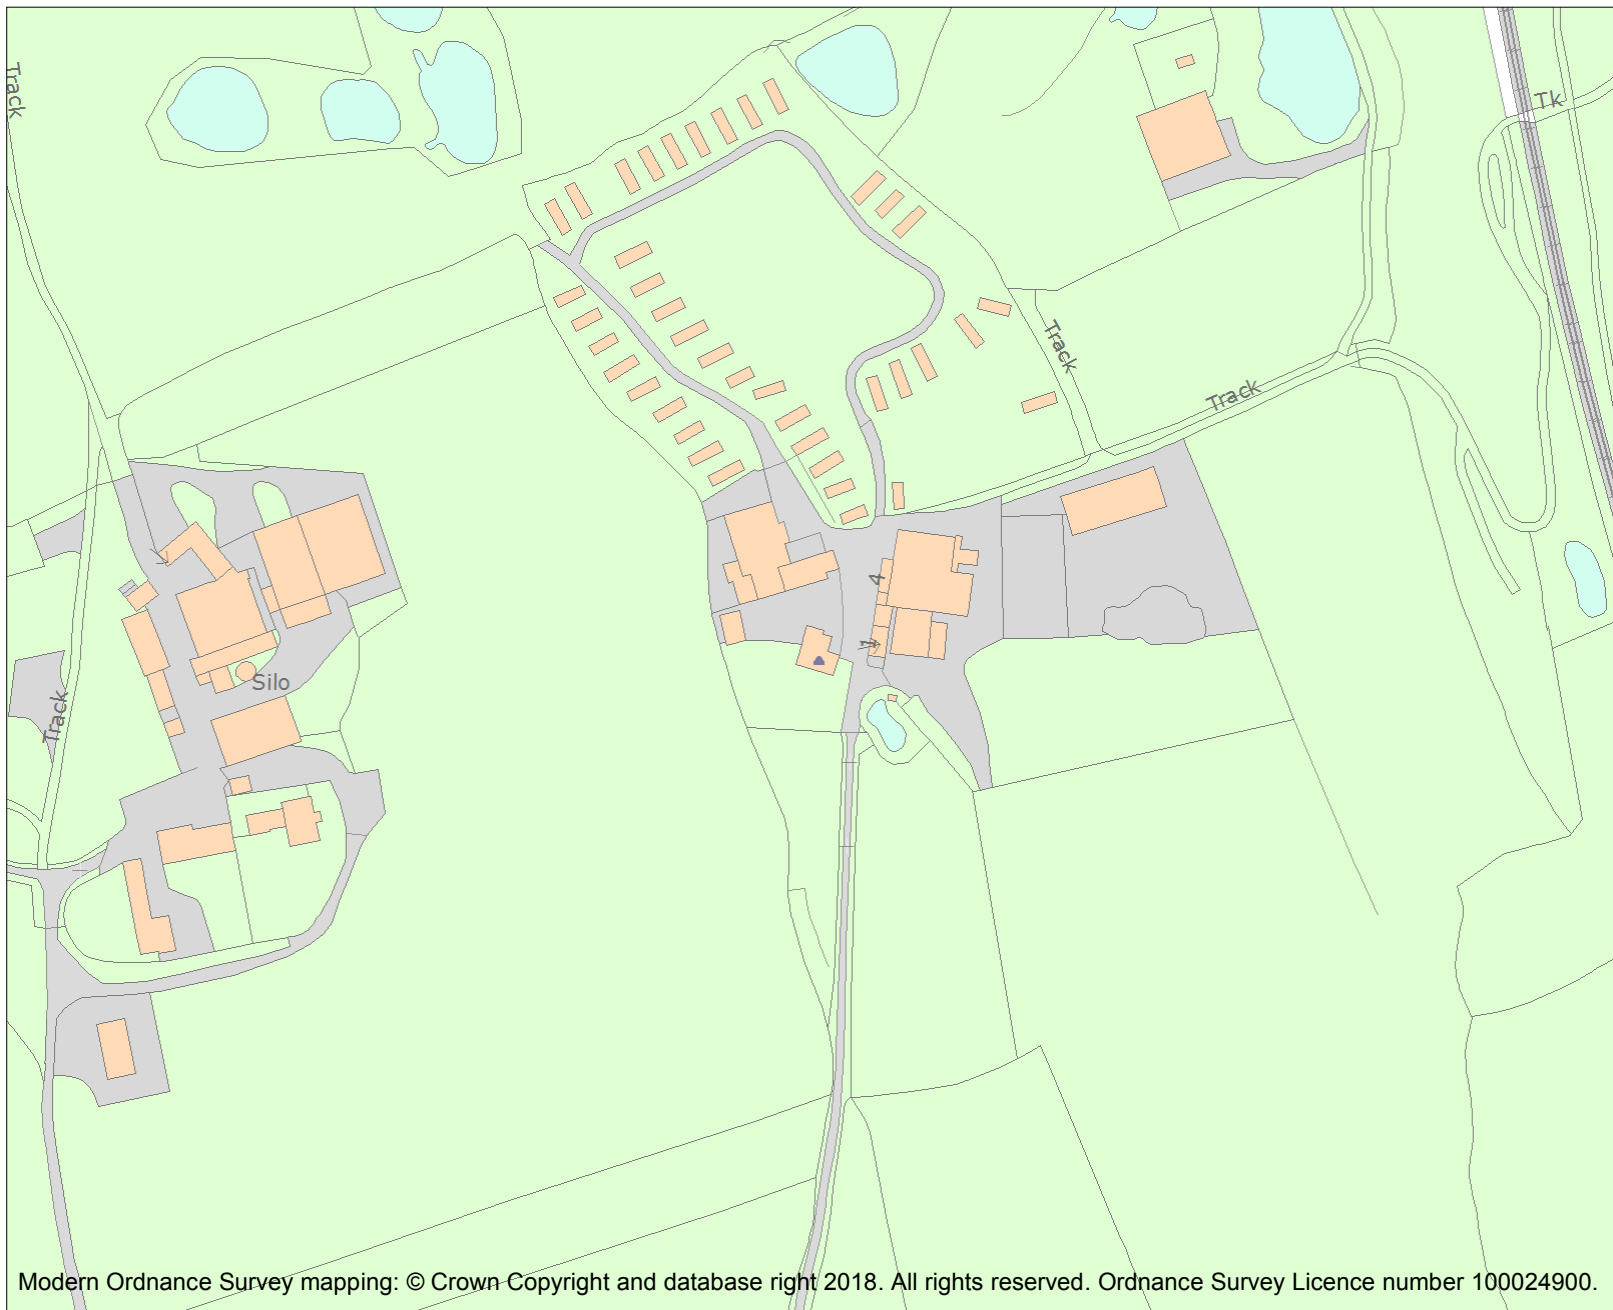 Track
Tk
Track
Track
4
1
Silo
Track
Modern Ordnance Survey mapping: © Crown Copyright and database right 2018. All rights reserved. Ordnance Survey Licence number 100024900.